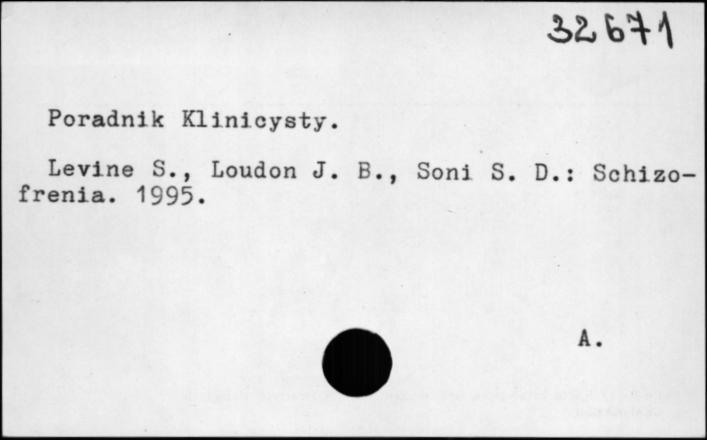 32671
Poradnik Klinicysty.
Levine S., Loudon J. B., Soni S. D.: Schizo-
frenia. 1995.
A.